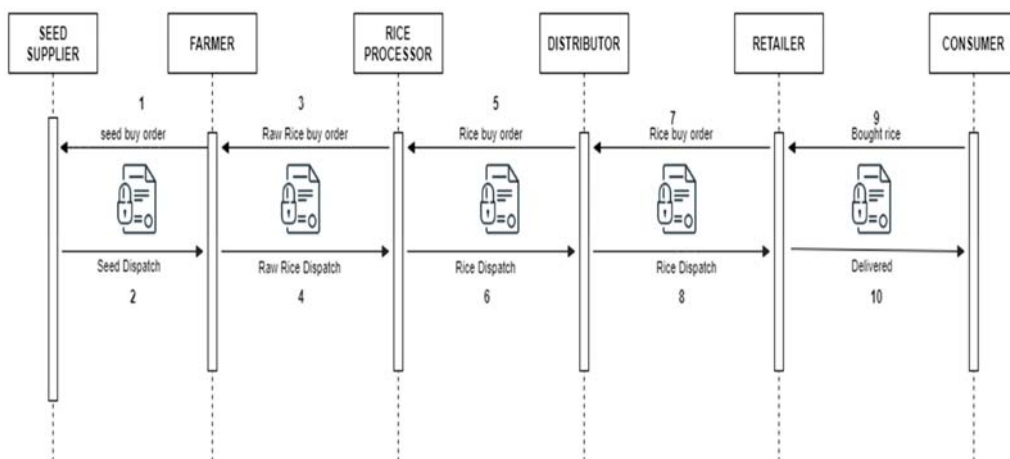 SEED
SUPPLIER
FARMER
RICE
PROCESSOR
DISTRIBUTOR
RETAILER
CONSUMER
1
3
5
7
9
seed buy order
Raw Rice buy order
Rice buy order
Rice buy order
Bought rice
Seed Dispatch
Raw Rice Dispatch
Rice Dispatch
Rice Dispatch
Delivered
2
4
6
8
10